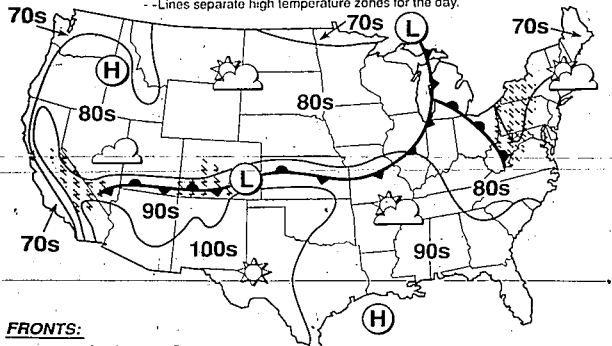 - -Lines separate high temperature zones for the day.
70s
70s
L
70s
H
80s
80s
L
80s
90s
70s
100s
90s
H
FRONTS: